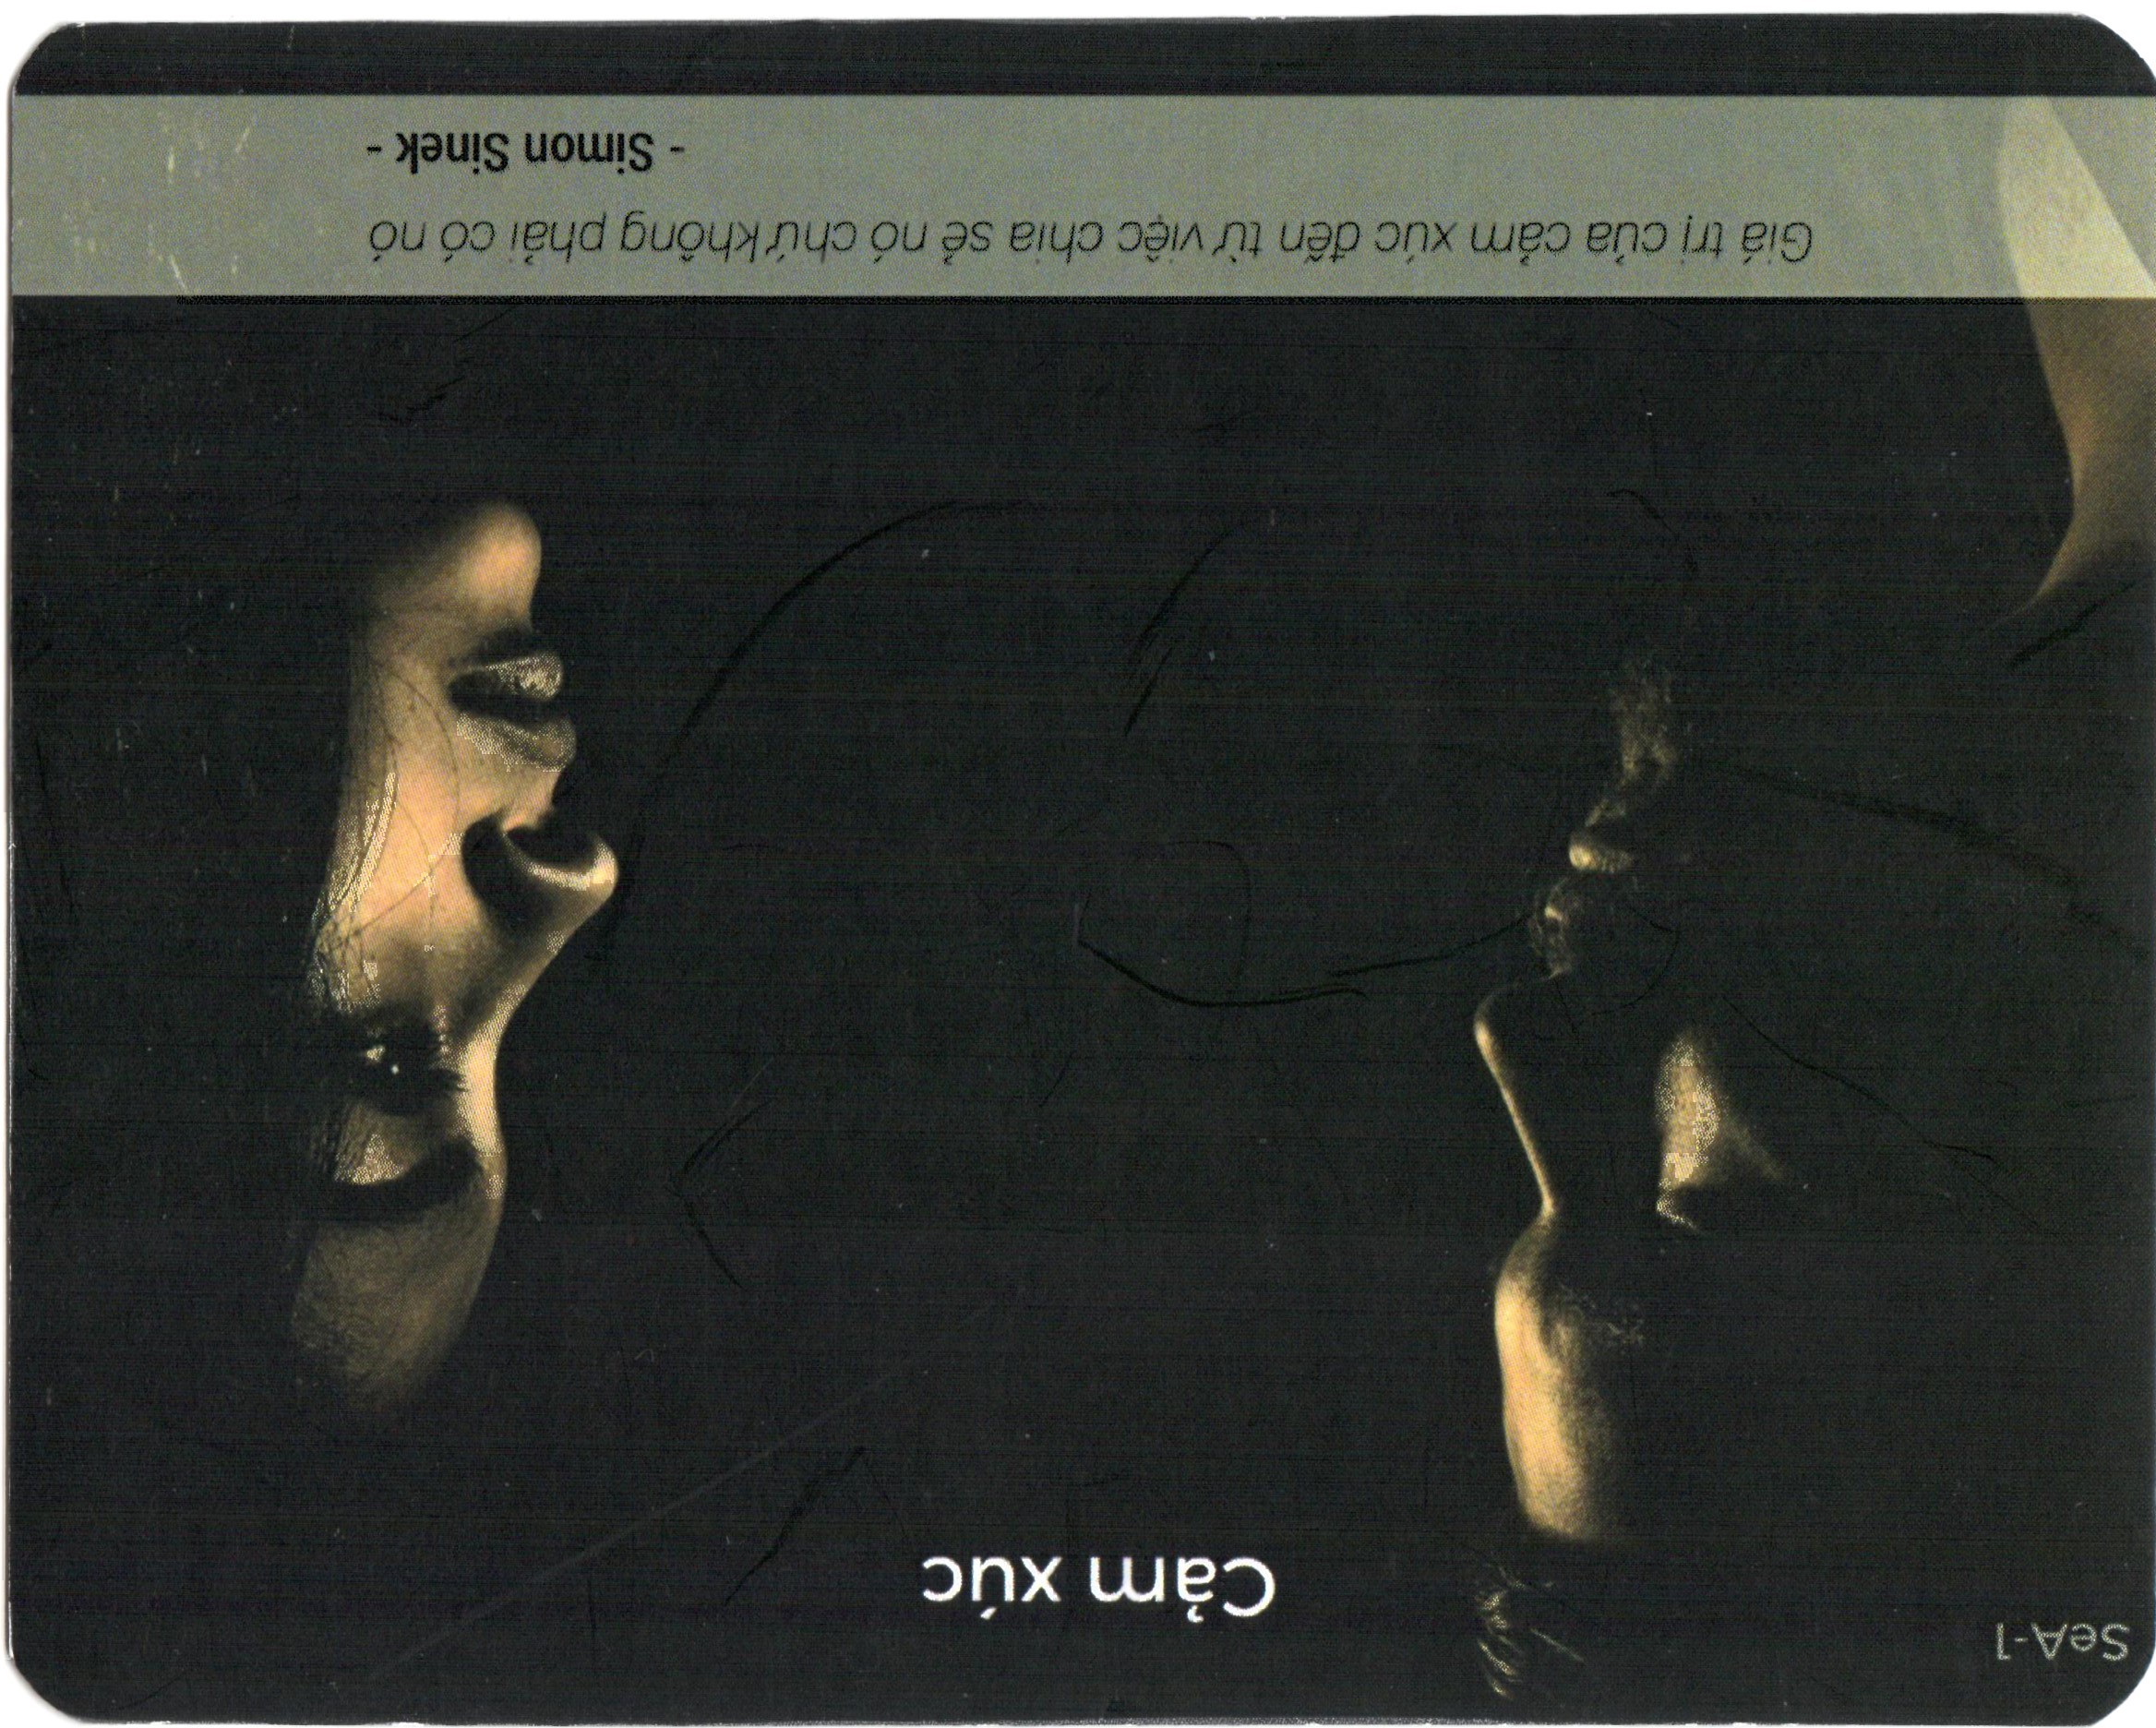 SeA-1
Cảm xúc
Giá trị của cảm xúc đến từ việc chia sẻ nó chứ không phải có nó
- Simon Sinek -